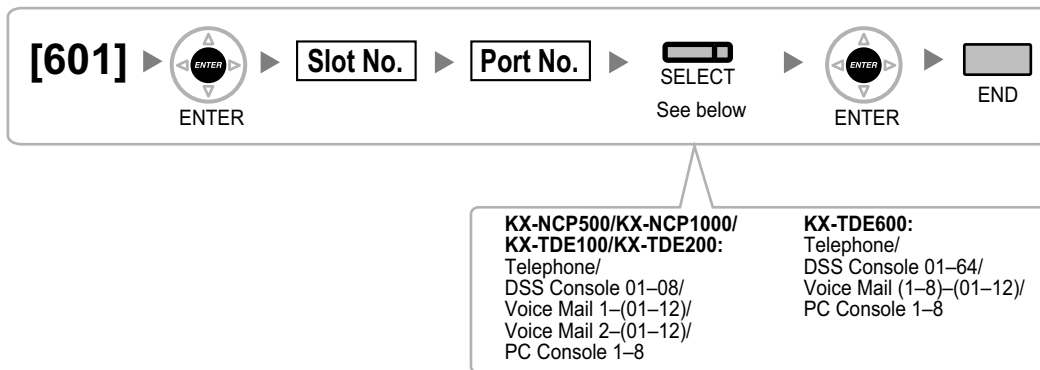 [601] ENTER Slot No. Port No. SELECT ENTER END
ENTER
See below
ENTER
KX-NCP500/KX-NCP1000/
KX-TDE100/KX-TDE200:
Telephone/
DSS Console 01–08/
Voice Mail 1–(01–12)/
Voice Mail 2–(01–12)/
PC Console 1–8
KX-TDE600:
Telephone/
DSS Console 01–64/
Voice Mail (1–8)–(01–12)/
PC Console 1–8